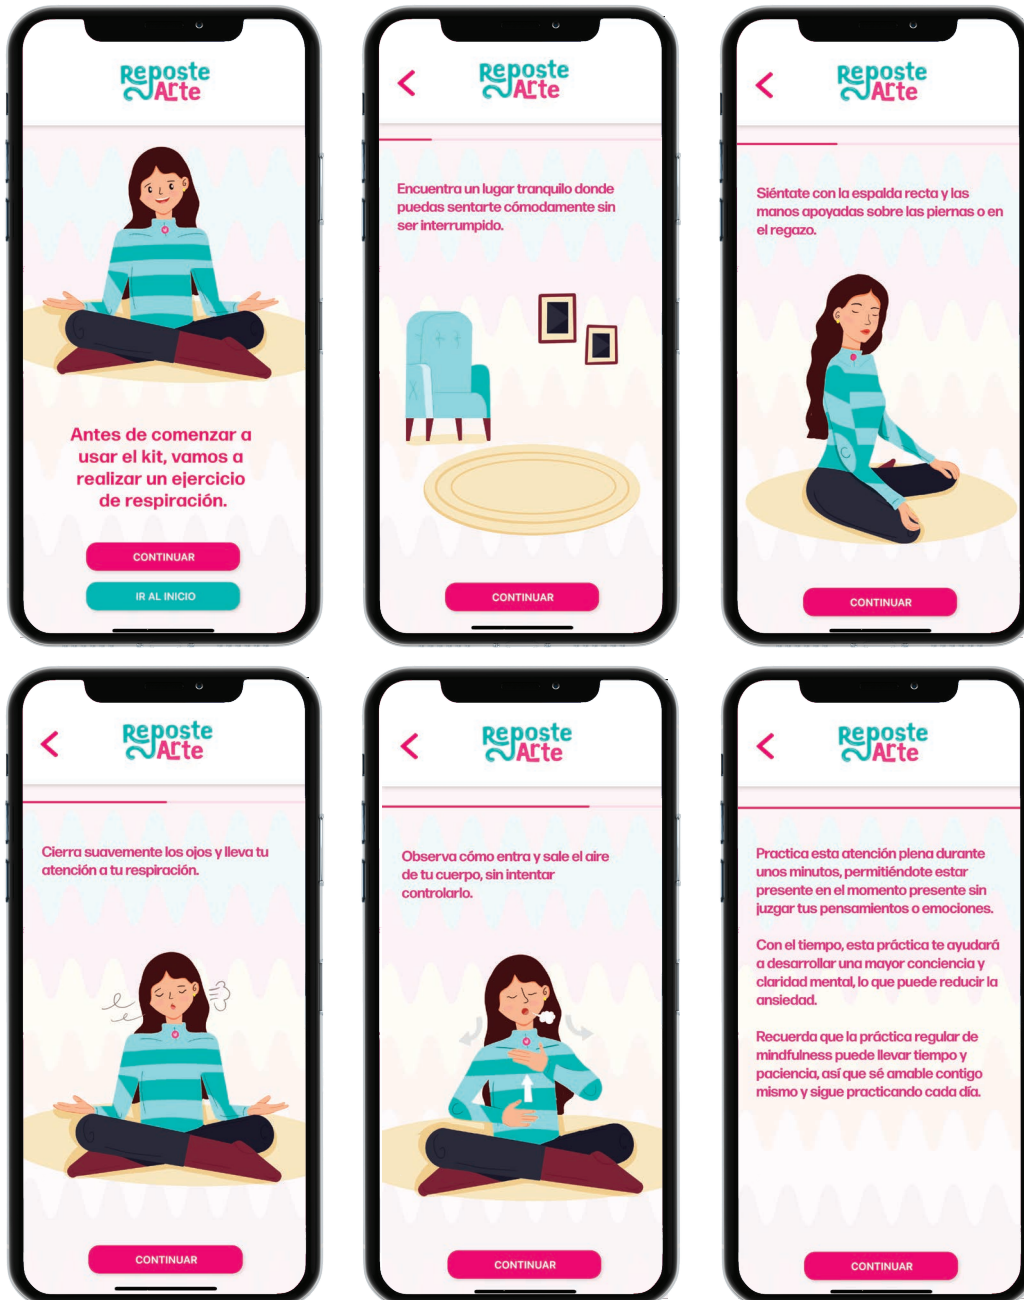 Reposte
Arte
Antes de comenzar a
usar el kit, vamos a
realizar un ejercicio
de respiración.
CONTINUAR
IR AL INICIO
Reposte
Arte
Encuentra un lugar tranquilo donde
puedas sentarte cómodamente sin
ser interrumpido.
CONTINUAR
Reposte
Arte
Siéntate con la espalda recta y las
manos apoyadas sobre las piernas o en
el regazo.
CONTINUAR
Reposte
Arte
Cierra suavemente los ojos y lleva tu
atención a tu respiración.
CONTINUAR
Reposte
Arte
Observa cómo entra y sale el aire
de tu cuerpo, sin intentar
controlarlo.
CONTINUAR
Reposte
Arte
Practica esta atención plena durante
unos minutos, permitiéndote estar
presente en el momento presente sin
juzgar tus pensamientos o emociones.
Con el tiempo, esta práctica te ayudará
a desarrollar una mayor conciencia y
claridad mental, lo que puede reducir la
ansiedad.
Recuerda que la práctica regular de
mindfulness puede llevar tiempo y
paciencia, así que sé amable contigo
mismo y sigue practicando cada día.
CONTINUAR